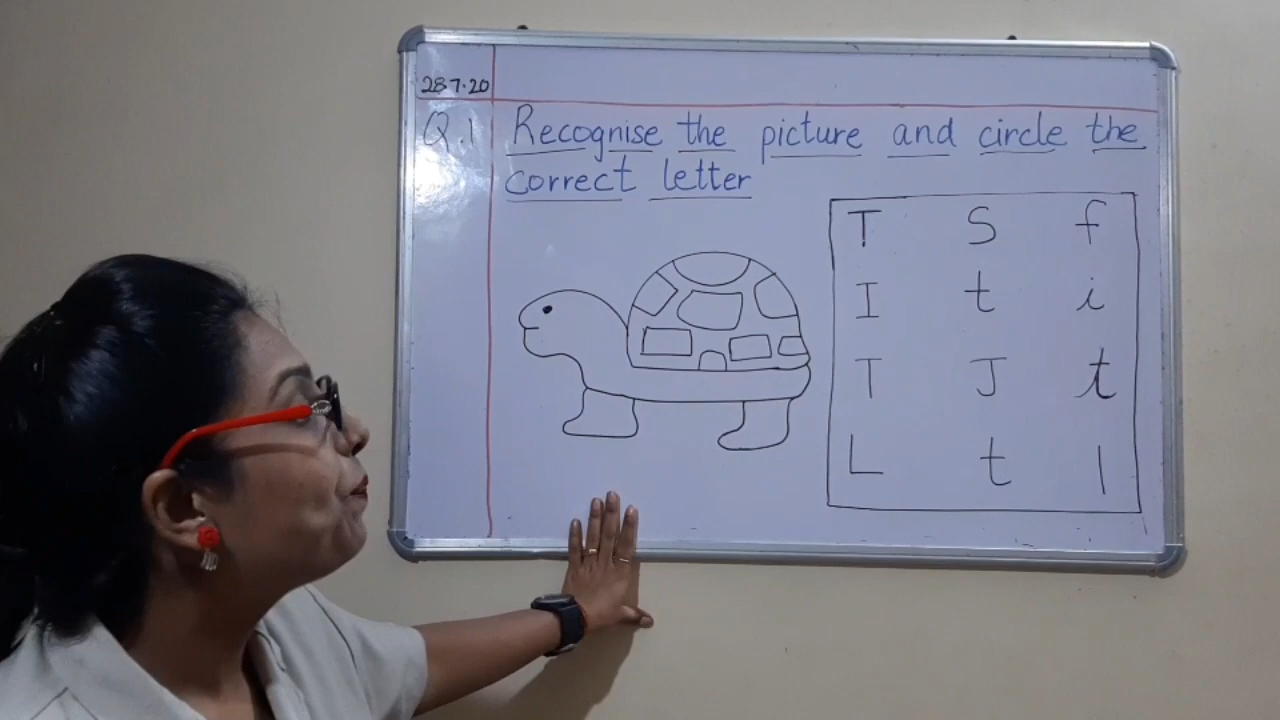 28.7.20
Q.1 Recognise the picture and circle the
correct letter
T S f
I t i
T J t
L t l